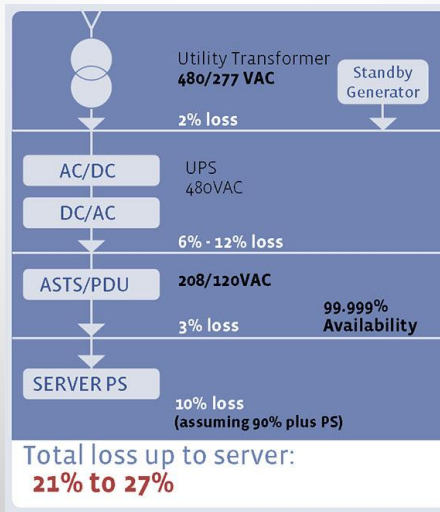 Utility Transformer
480/277 VAC
Standby
Generator
2% loss
AC/DC
UPS
480VAC
DC/AC
6% - 12% loss
ASTS/PDU
208/120VAC
99.999%
Availability
3% loss
SERVER PS
10% loss
(assuming 90% plus PS)
Total loss up to server:
21% to 27%